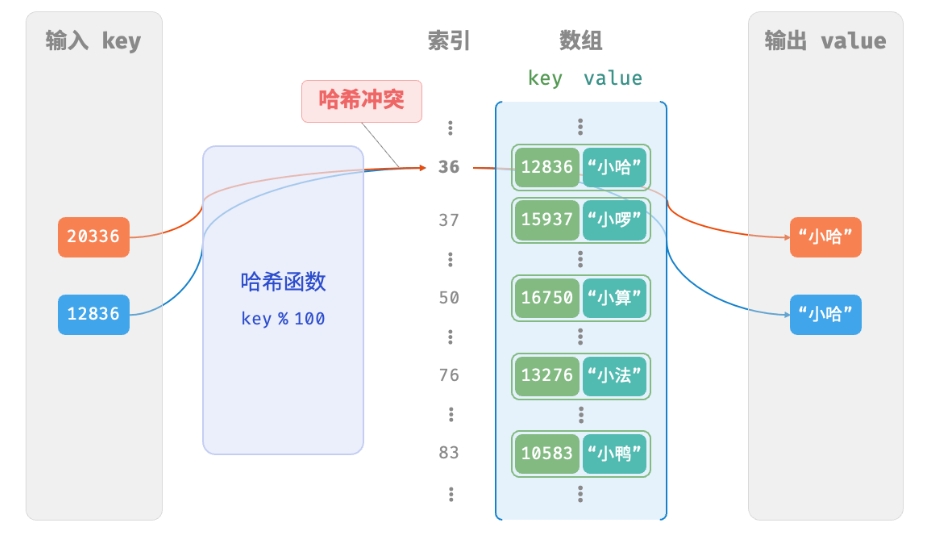 输入 key
索引
数组
输出 value
key value
哈希冲突
36
12836 “小哈”
37
15937 “小啰”
20336
“小哈”
哈希函数
key % 100
50
16750 “小算”
12836
“小哈”
76
13276 “小法”
83
10583 “小鸭”